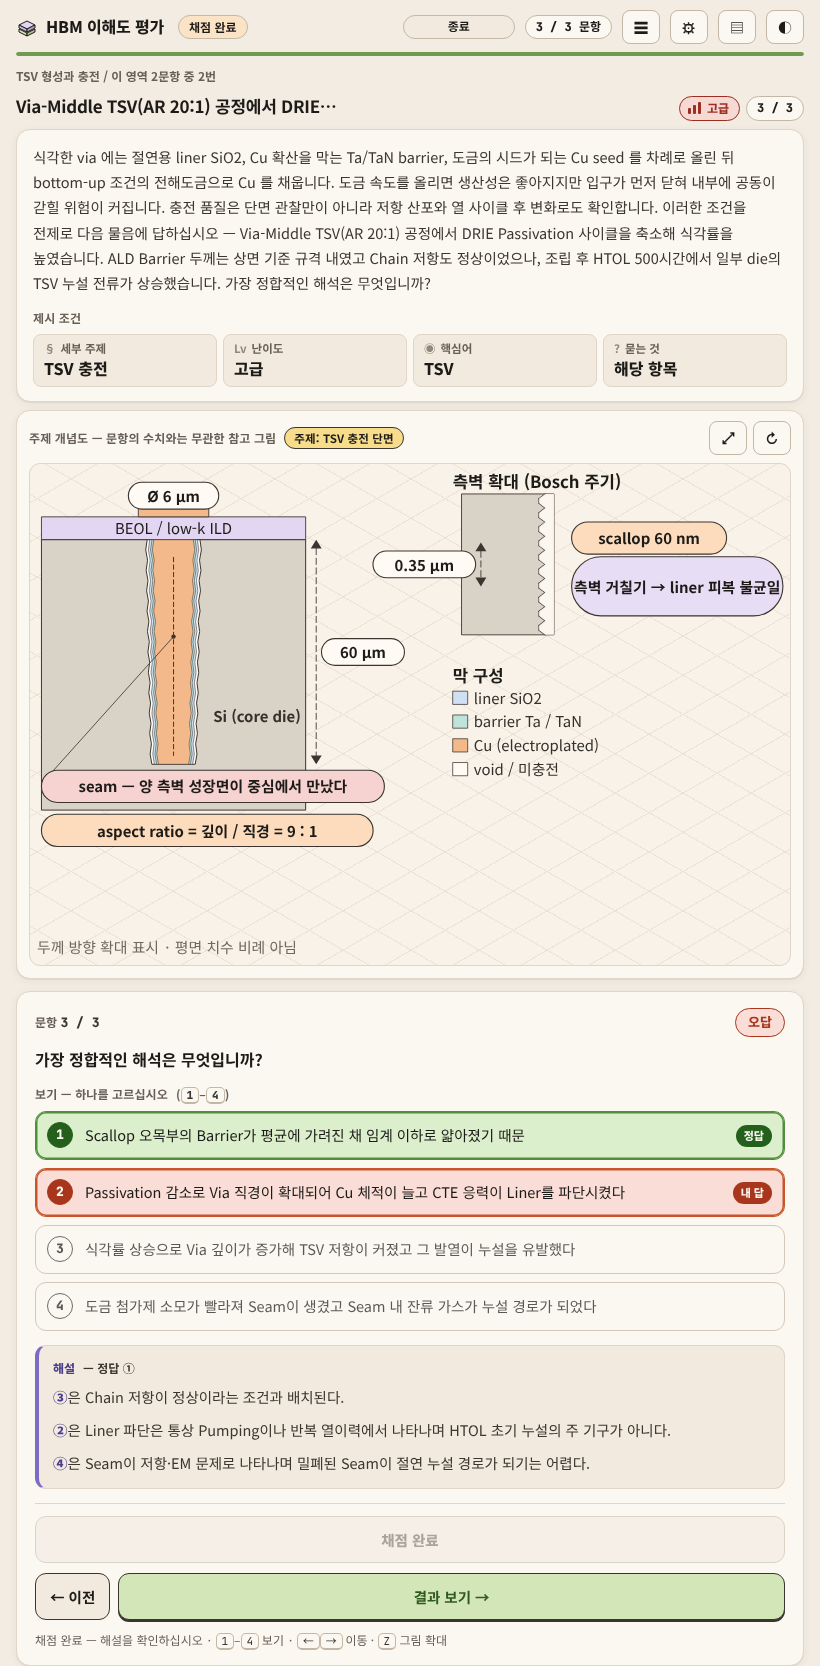 HBM 이해도 평가
채점 완료
종료
3 / 3 문항
TSV 형성과 충전 / 이 영역 2문항 중 2번
Via-Middle TSV(AR 20:1) 공정에서 DRIE…
고급
3 / 3
식각한 via 에는 절연용 liner SiO2, Cu 확산을 막는 Ta/TaN barrier, 도금의 시드가 되는 Cu seed 를 차례로 올린 뒤
bottom-up 조건의 전해도금으로 Cu 를 채웁니다. 도금 속도를 올리면 생산성은 좋아지지만 입구가 먼저 닫혀 내부에 공동이
갇힐 위험이 커집니다. 충전 품질은 단면 관찰만이 아니라 저항 산포와 열 사이클 후 변화로도 확인합니다. 이러한 조건을
전제로 다음 물음에 답하십시오 — Via-Middle TSV(AR 20:1) 공정에서 DRIE Passivation 사이클을 축소해 식각률을
높였습니다. ALD Barrier 두께는 상면 기준 규격 내였고 Chain 저항도 정상이었으나, 조립 후 HTOL 500시간에서 일부 die의
TSV 누설 전류가 상승했습니다. 가장 정합적인 해석은 무엇입니까?
제시 조건
§ 세부 주제
TSV 충전
Lv 난이도
고급
◉ 핵심어
TSV
? 묻는 것
해당 항목
주제 개념도 — 문항의 수치와는 무관한 참고 그림
주제: TSV 충전 단면
Ø 6 μm
BEOL / low-k ILD
60 μm
Si (core die)
seam — 양 측벽 성장면이 중심에서 만났다
aspect ratio = 깊이 / 직경 = 9 : 1
측벽 확대 (Bosch 주기)
0.35 μm
scallop 60 nm
측벽 거칠기 → liner 피복 불균일
막 구성
liner SiO2
barrier Ta / TaN
Cu (electroplated)
void / 미충전
두께 방향 확대 표시 · 평면 치수 비례 아님
문항 3 / 3
오답
가장 정합적인 해석은 무엇입니까?
보기 — 하나를 고르십시오 (1–4)
1 Scallop 오목부의 Barrier가 평균에 가려진 채 임계 이하로 얇아졌기 때문 정답
2 Passivation 감소로 Via 직경이 확대되어 Cu 체적이 늘고 CTE 응력이 Liner를 파단시켰다 내 답
3 식각률 상승으로 Via 깊이가 증가해 TSV 저항이 커졌고 그 발열이 누설을 유발했다
4 도금 첨가제 소모가 빨라져 Seam이 생겼고 Seam 내 잔류 가스가 누설 경로가 되었다
해설 — 정답 ①
③은 Chain 저항이 정상이라는 조건과 배치된다.
②은 Liner 파단은 통상 Pumping이나 반복 열이력에서 나타나며 HTOL 초기 누설의 주 기구가 아니다.
④은 Seam이 저항·EM 문제로 나타나며 밀폐된 Seam이 절연 누설 경로가 되기는 어렵다.
채점 완료
← 이전
결과 보기 →
채점 완료 — 해설을 확인하십시오 · 1–4 보기 · ← → 이동 · Z 그림 확대